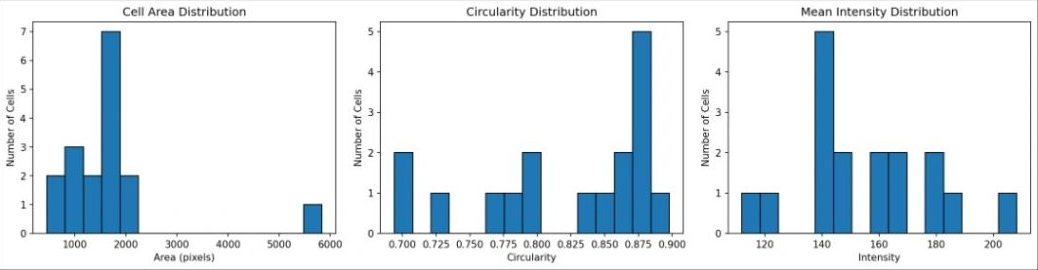 Cell Area Distribution
Number of Cells
7
6
5
4
3
2
1
0
1000 2000 3000 4000 5000 6000
Area (pixels)
Circularity Distribution
Number of Cells
5
4
3
2
1
0
0.700 0.725 0.750 0.775 0.800 0.825 0.850 0.875 0.900
Circularity
Mean Intensity Distribution
Number of Cells
5
4
3
2
1
0
120 140 160 180 200
Intensity